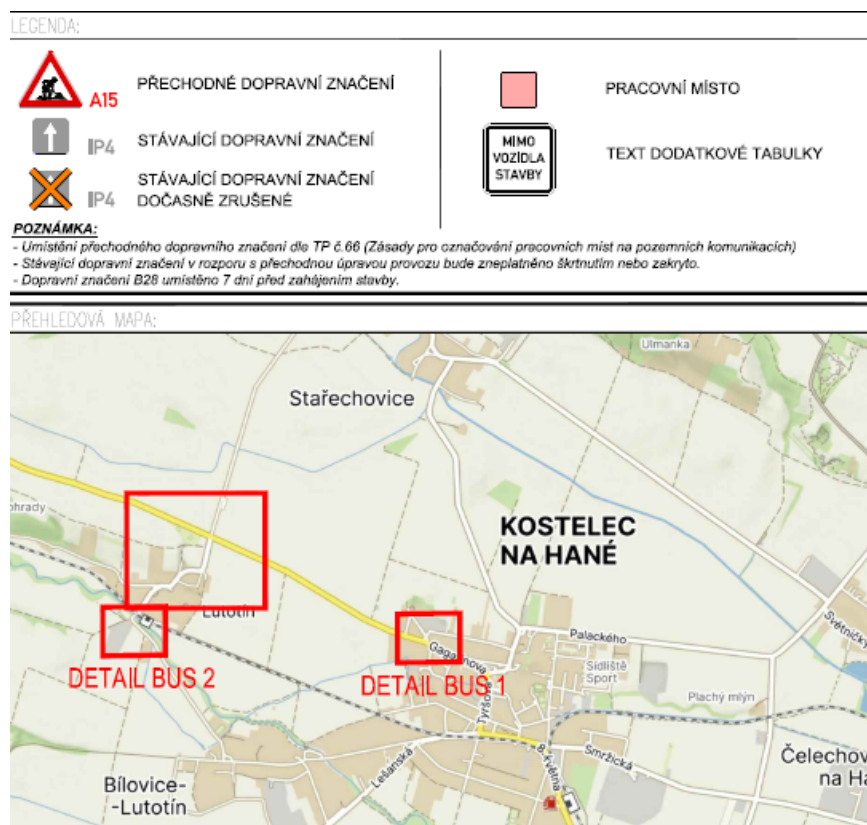 LEGENDA:
A15
PŘECHODNÉ DOPRAVNÍ ZNAČENÍ
IP4
STÁVAJÍCÍ DOPRAVNÍ ZNAČENÍ
IP4
STÁVAJÍCÍ DOPRAVNÍ ZNAČENÍ
DOČASNĚ ZRUŠENÉ
PRACOVNÍ MÍSTO
MIMO
VOZÍDLA
STAVBY
TEXT DODATKOVÉ TABULKY
POZNÁMKA:
- Umístění přechodného dopravního značení dle TP č.66 (Zásady pro označování pracovních míst na pozemních komunikacích)
- Stávající dopravní značení v rozporu s přechodnou úpravou provozu bude zneplatněno škrtnutím nebo zakryto.
- Dopravní značení B28 umístěno 7 dní před zahájením stavby.
PŘEHLEDOVÁ MAPA:
Ulmanka
Stařechovice
KOSTELEC
NA HANÉ
ohrady
Lutotín
DETAIL BUS 2
DETAIL BUS 1
Gagarinova
Palackého
Sídliště
Sport
Světničky
Plachý mlýn
Tyršova
Lešanská
8. května
Smržická
Bílovice-
-Lutotín
Čelechov
na Ha